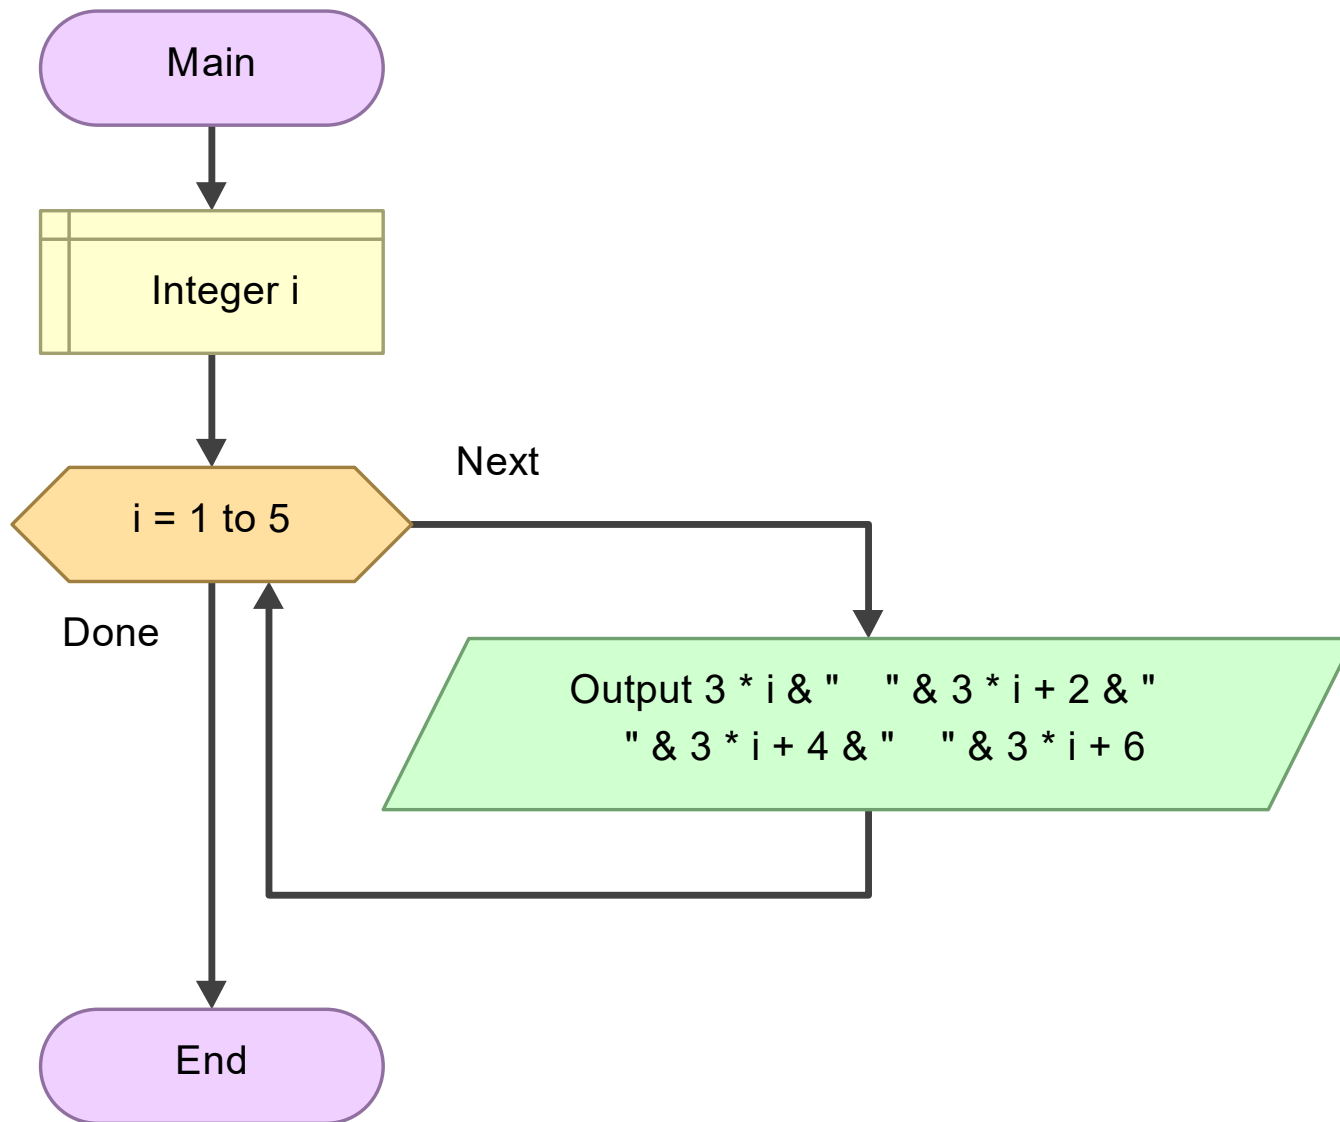 Main
Integer i
i = 1 to 5
Next
Done
Output 3 * i & "    " & 3 * i + 2 & "
" & 3 * i + 4 & "    " & 3 * i + 6
End